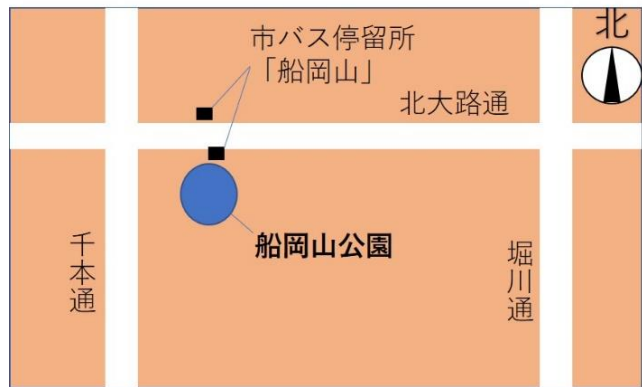 市バス停留所
「船岡山」
北
北大路通
船岡山公園
千本通
堀川通